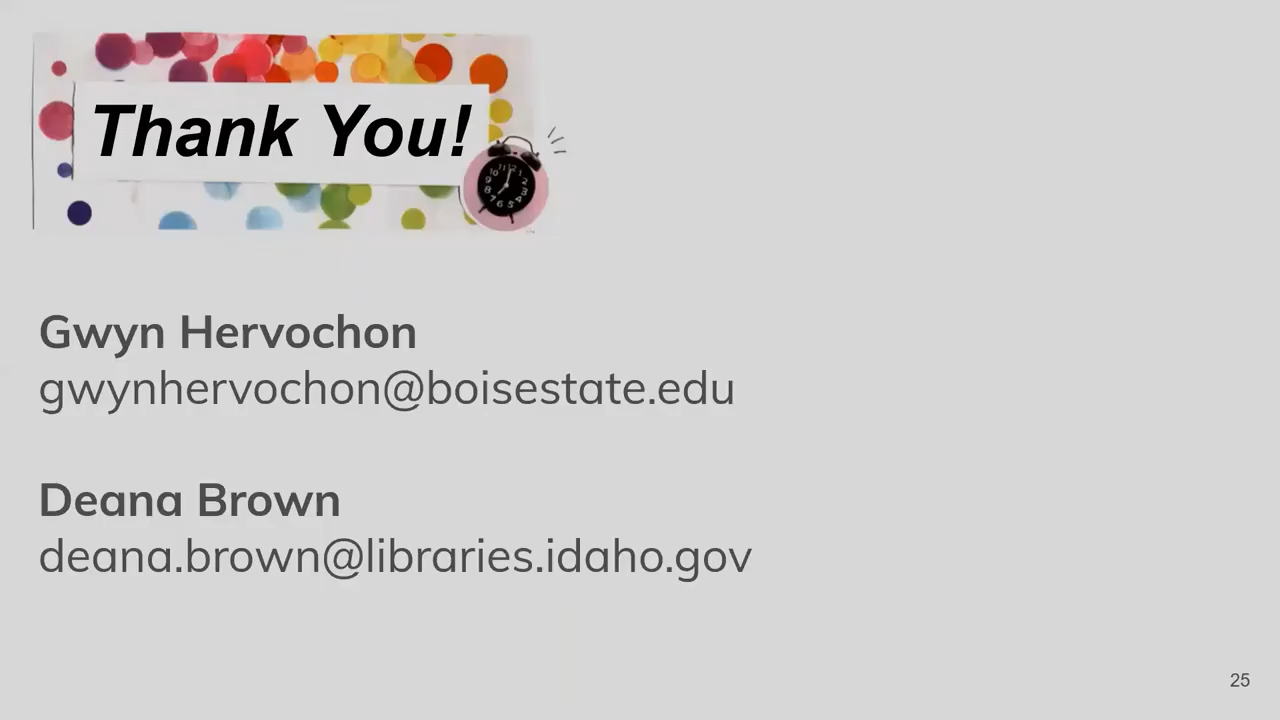 Thank You!
Gwyn Hervochon
gwynhervochon@boisestate.edu
Deana Brown
deana.brown@libraries.idaho.gov
25